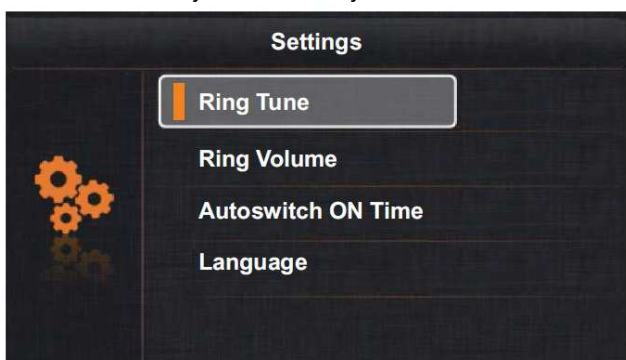 Settings
Ring Tune
Ring Volume
Autoswitch ON Time
Language